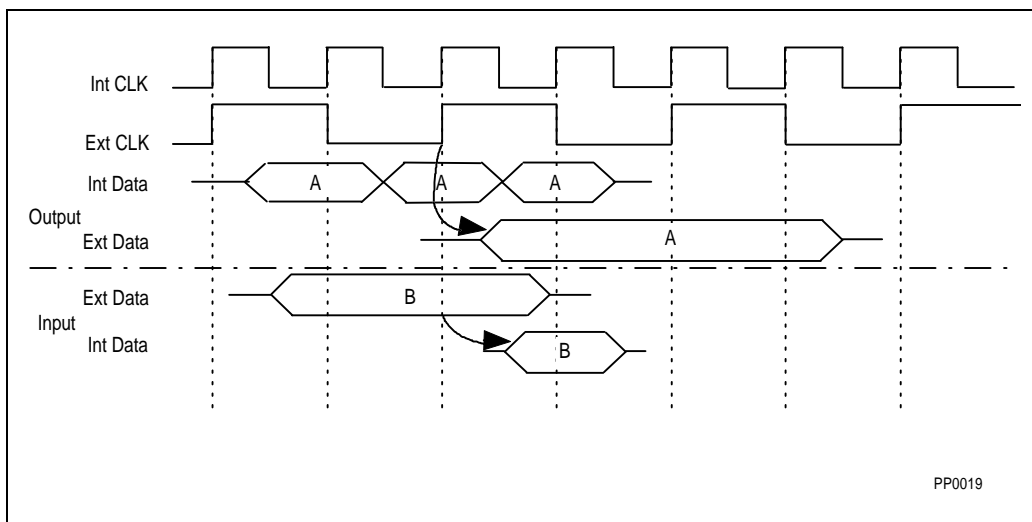 Int CLK
Ext CLK
Int Data A A A
Output
Ext Data A
Ext Data B
Input
Int Data B
PP0019